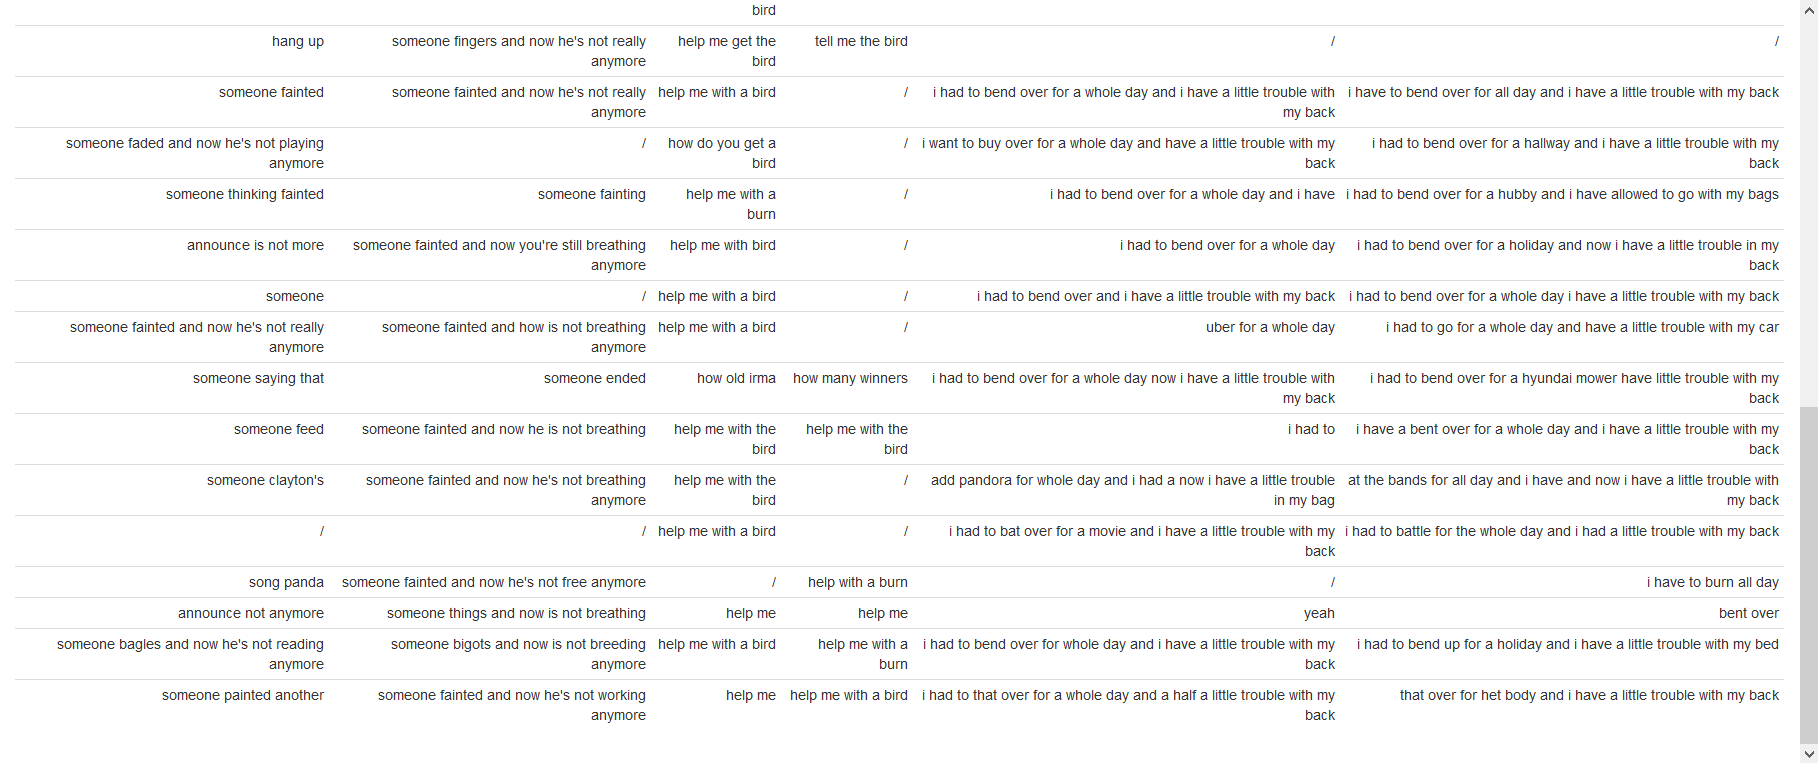 bird
hang up someone fingers and now he's not really help me get the tell me the bird / /
anymore bird
someone fainted someone fainted and now he's not really help me with a bird / i had to bend over for a whole day and i have a little trouble with i have to bend over for all day and i have a little trouble with my back
anymore my back
someone faded and now he's not playing / how do you get a / i want to buy over for a whole day and have a little trouble with my i had to bend over for a hallway and i have a little trouble with my
anymore bird back back
someone thinking fainted someone fainting help me with a / i had to bend over for a whole day and i have i had to bend over for a hubby and i have allowed to go with my bags
burn
announce is not more someone fainted and now you're still breathing help me with bird / i had to bend over for a whole day i had to bend over for a holiday and now i have a little trouble in my
anymore back
someone / help me with a bird / i had to bend over and i have a little trouble with my back i had to bend over for a whole day i have a little trouble with my back
someone fainted and now he's not really someone fainted and how is not breathing help me with a bird / uber for a whole day i had to go for a whole day and have a little trouble with my car
anymore anymore
someone saying that someone ended how old irma how many winners i had to bend over for a whole day now i have a little trouble with i had to bend over for a hyundai mower have little trouble with my
my back back
someone feed someone fainted and now he is not breathing help me with the help me with the i had to i have a bent over for a whole day and i have a little trouble with my
bird bird back
someone clayton's someone fainted and now he's not breathing help me with the / add pandora for whole day and i had a now i have a little trouble at the bands for all day and i have and now i have a little trouble with
anymore bird in my bag my back
/ / help me with a bird / i had to bat over for a movie and i have a little trouble with my i had to battle for the whole day and i had a little trouble with my back
back
song panda someone fainted and now he's not free anymore / help with a burn / i have to burn all day
announce not anymore someone things and now is not breathing help me help me yeah bent over
someone bagles and now he's not reading someone bigots and now is not breeding help me with a bird help me with a i had to bend over for whole day and i have a little trouble with my i had to bend up for a holiday and i have a little trouble with my bed
anymore anymore burn back
someone painted another someone fainted and now he's not working help me help me with a bird i had to that over for a whole day and a half a little trouble with my that over for het body and i have a little trouble with my back
anymore back